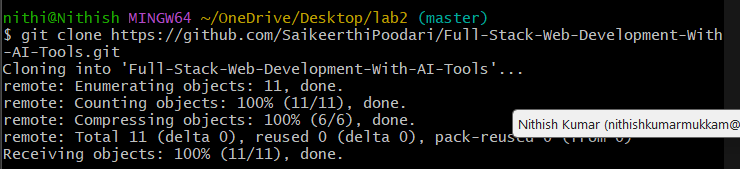 nithi@Nithish MINGW64 ~/OneDrive/Desktop/lab2 (master)
$ git clone https://github.com/SaikeerthiPoodari/Full-Stack-Web-Development-With
-AI-Tools.git
Cloning into 'Full-Stack-Web-Development-With-AI-Tools'...
remote: Enumerating objects: 11, done.
remote: Counting objects: 100% (11/11), done.
remote: Compressing objects: 100% (6/6), done.
Nithish Kumar (nithishkumarmukkam@
remote: Total 11 (delta 0), reused 0 (delta 0), pack-reused 0 (from 0)
Receiving objects: 100% (11/11), done.